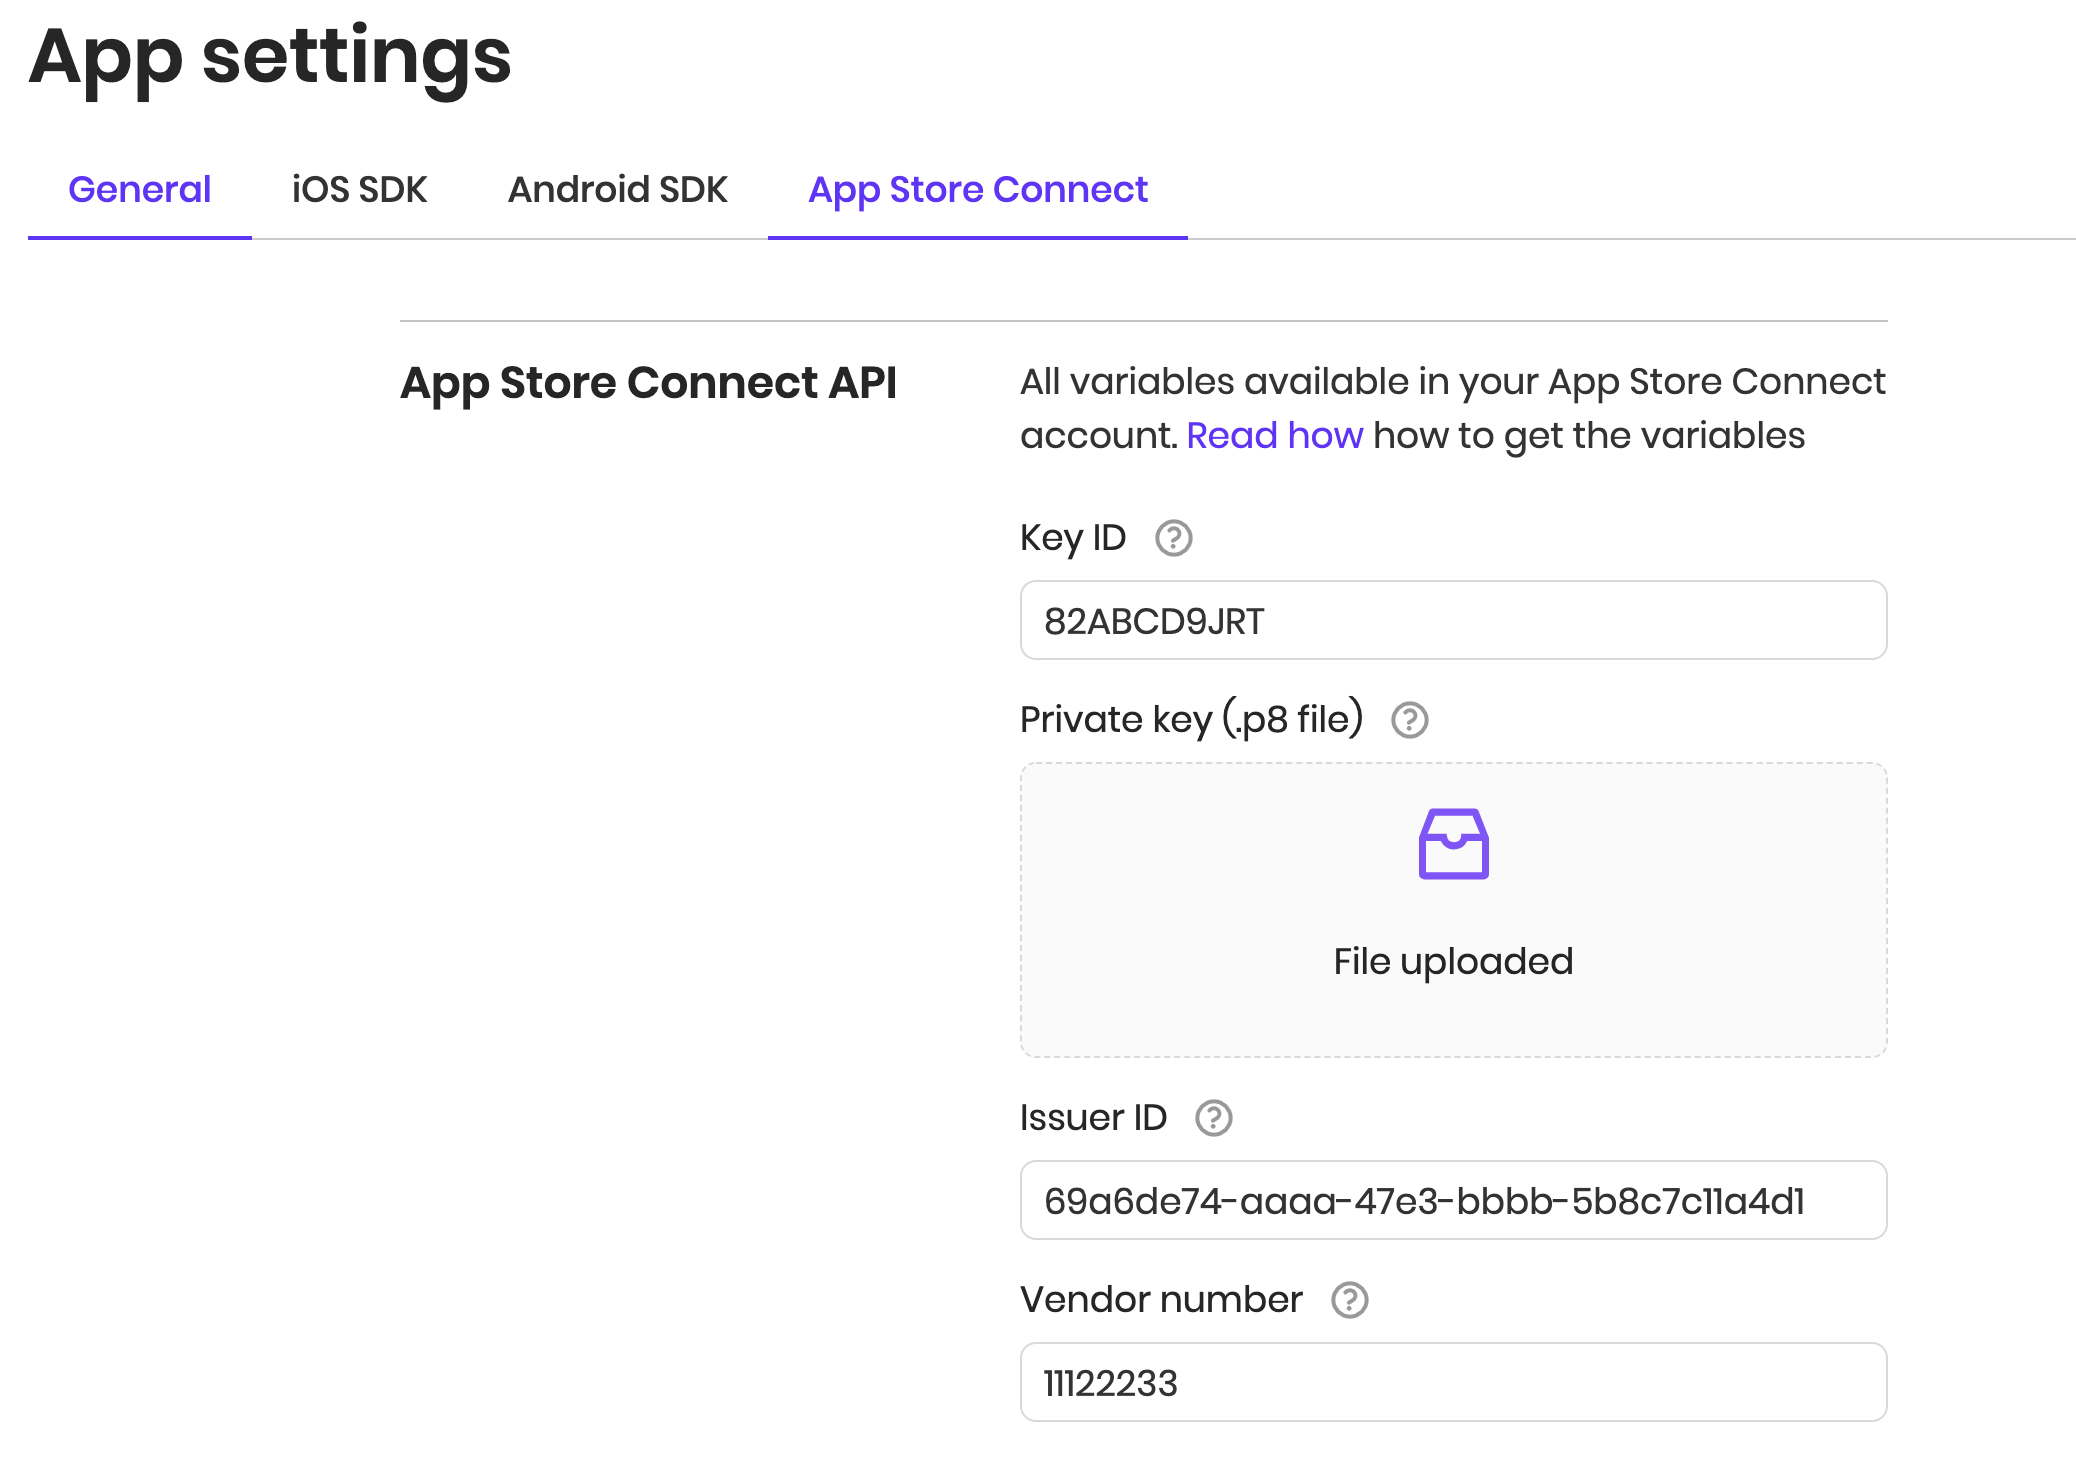 App settings
General iOS SDK Android SDK App Store Connect
App Store Connect API
All variables available in your App Store Connect
account. Read how how to get the variables
Key ID
82ABCD9JRT
Private key (.p8 file)
File uploaded
Issuer ID
69a6de74-aaaa-47e3-bbbb-5b8c7c11a4d1
Vendor number
11122233